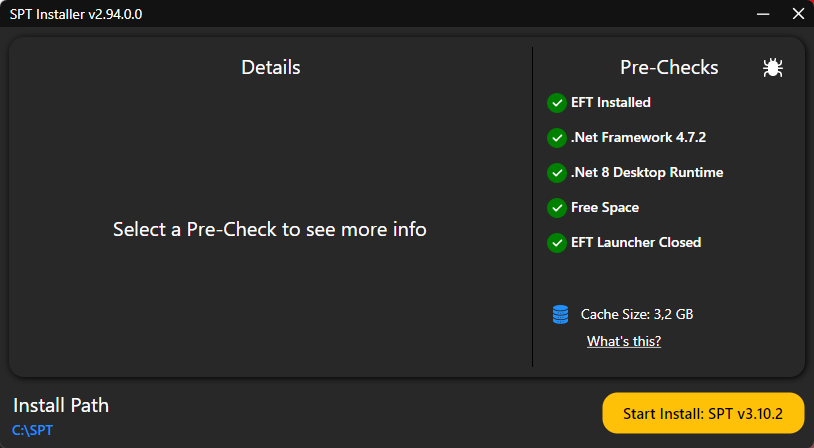 SPT Installer v2.94.0.0
Details
Select a Pre-Check to see more info
Pre-Checks
EFT Installed
.Net Framework 4.7.2
.Net 8 Desktop Runtime
Free Space
EFT Launcher Closed
Cache Size: 3,2 GB
What's this?
Install Path
C:\SPT
Start Install: SPT v3.10.2